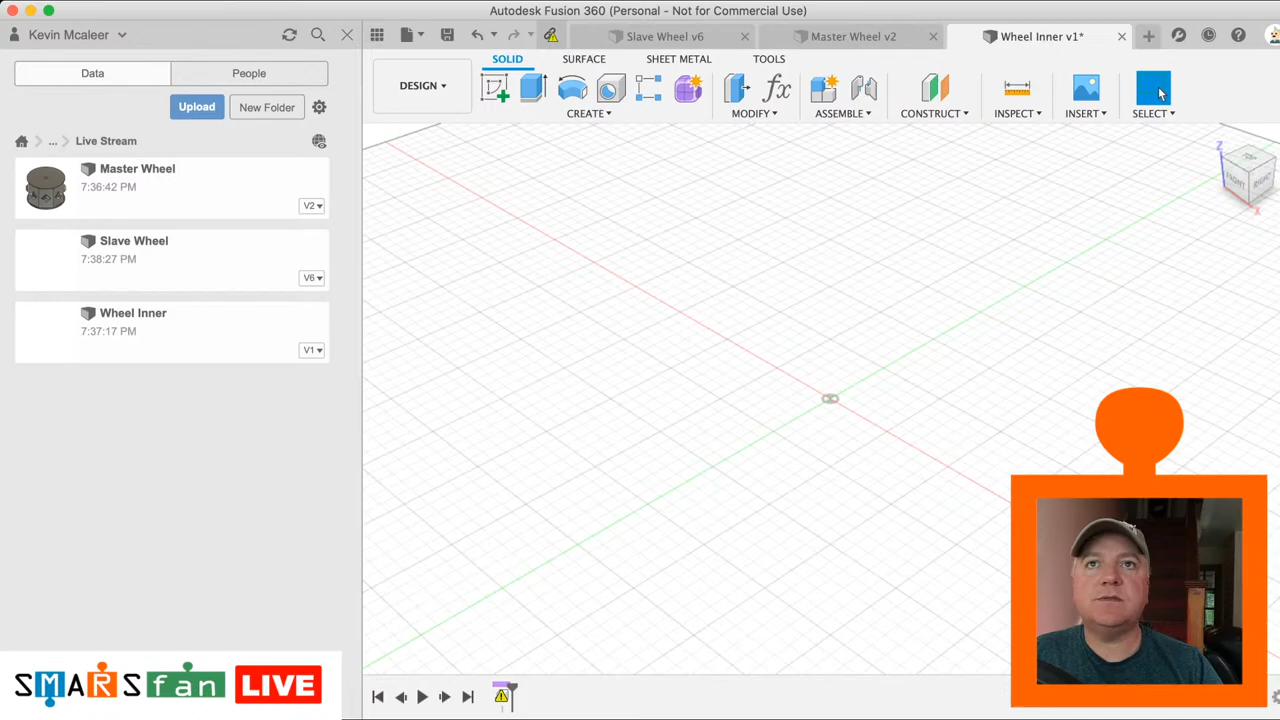 Autodesk Fusion 360 (Personal - Not for Commercial Use)
Kevin Mcaleer
Slave Wheel v6
Master Wheel v2
Wheel Inner v1*
Data
People
SOLID
SURFACE
SHEET METAL
TOOLS
DESIGN
CREATE
MODIFY
ASSEMBLE
CONSTRUCT
INSPECT
INSERT
SELECT
Upload
New Folder
... Live Stream
Master Wheel
7:36:42 PM
V2
Slave Wheel
7:38:27 PM
V6
Wheel Inner
7:37:17 PM
V1
Z
FRONT
RIGHT
X
SMARSfan LIVE